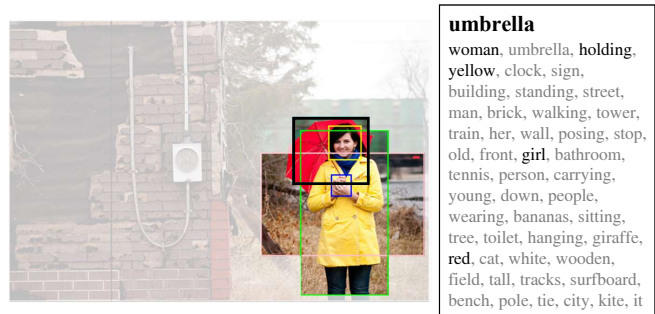 umbrella
woman, umbrella, holding,
yellow, clock, sign,
building, standing, street,
man, brick, walking, tower,
train, her, wall, posing, stop,
old, front, girl, bathroom,
tennis, person, carrying,
young, down, people,
wearing, bananas, sitting,
tree, toilet, hanging, giraffe,
red, cat, white, wooden,
field, tall, tracks, surfboard,
bench, pole, tie, city, kite, it